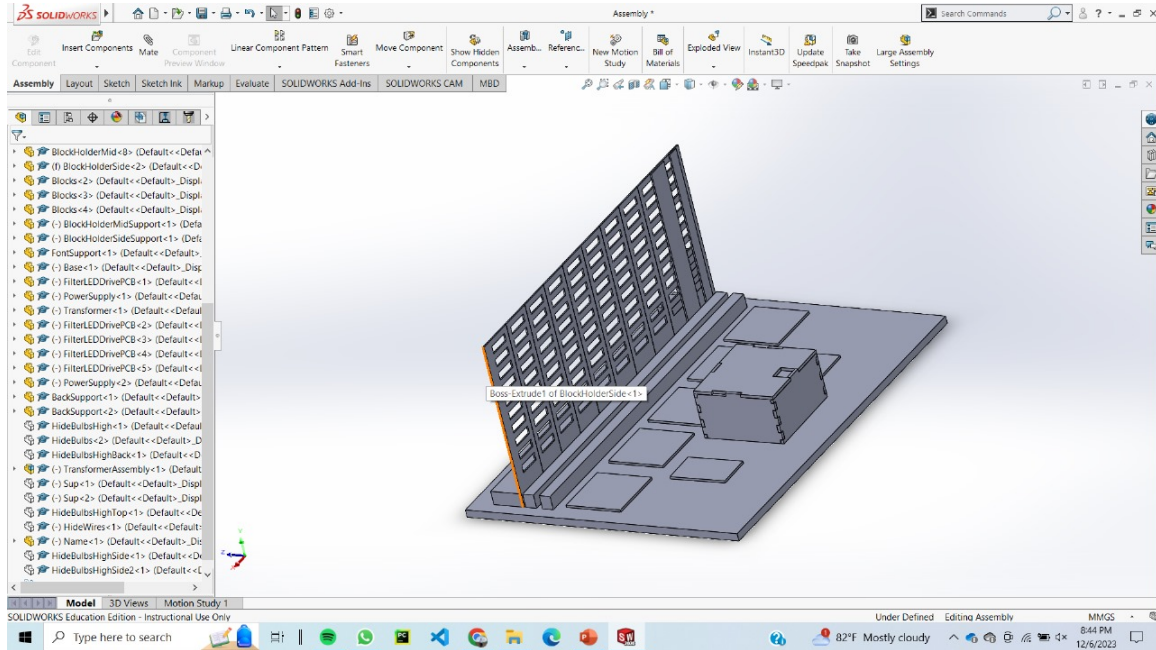 SOLIDWORKS
Assembly *
Search Commands
Edit Component
Insert Components
Mate
Component Preview Window
Linear Component Pattern
Smart Fasteners
Move Component
Show Hidden Components
Assemb...
Referenc...
New Motion Study
Bill of Materials
Exploded View
Instant3D
Update Speedpak
Take Snapshot
Large Assembly Settings
Assembly Layout Sketch Sketch Ink Markup Evaluate SOLIDWORKS Add-Ins SOLIDWORKS CAM MBD
BlockHolderMid<8> (Default<<Defau
(f) BlockHolderSide<2> (Default<<D
Blocks<2> (Default<<Default>_Displ
Blocks<3> (Default<<Default>_Displ
Blocks<4> (Default<<Default>_Displ
(-) BlockHolderMidSupport<1> (Defa
(-) BlockHolderSideSupport<1> (Defa
FontSupport<1> (Default<<Default>_
(-) Base<1> (Default<<Default>_Disp
(-) FilterLEDDrivePCB<1> (Default<<
(-) PowerSupply<1> (Default<<Defau
(-) Transformer<1> (Default<<Defaul
(-) FilterLEDDrivePCB<2> (Default<<
(-) FilterLEDDrivePCB<3> (Default<<
(-) FilterLEDDrivePCB<4> (Default<<
(-) FilterLEDDrivePCB<5> (Default<<
(-) PowerSupply<2> (Default<<Defau
BackSupport<1> (Default<<Default>
BackSupport<2> (Default<<Default>
HideBulbsHigh<1> (Default<<Defaul
HideBulbs<2> (Default<<Default>_D
HideBulbsHighBack<1> (Default<<D
(-) TransformerAssembly<1> (Default
(-) Sup<1> (Default<<Default>_Displ
(-) Sup<2> (Default<<Default>_Displ
HideBulbsHighTop<1> (Default<<De
(-) HideWires<1> (Default<<Default>
(-) Name<1> (Default<<Default>_Di
HideBulbsHighSide<1> (Default<<D
HideBulbsHighSide2<1> (Default<<
Boss-Extrude1 of BlockHolderSide<1>
Y
Z
Model 3D Views Motion Study 1
SOLIDWORKS Education Edition - Instructional Use Only
Under Defined Editing Assembly MMGS
Type here to search
82°F Mostly cloudy
8:44 PM
12/6/2023